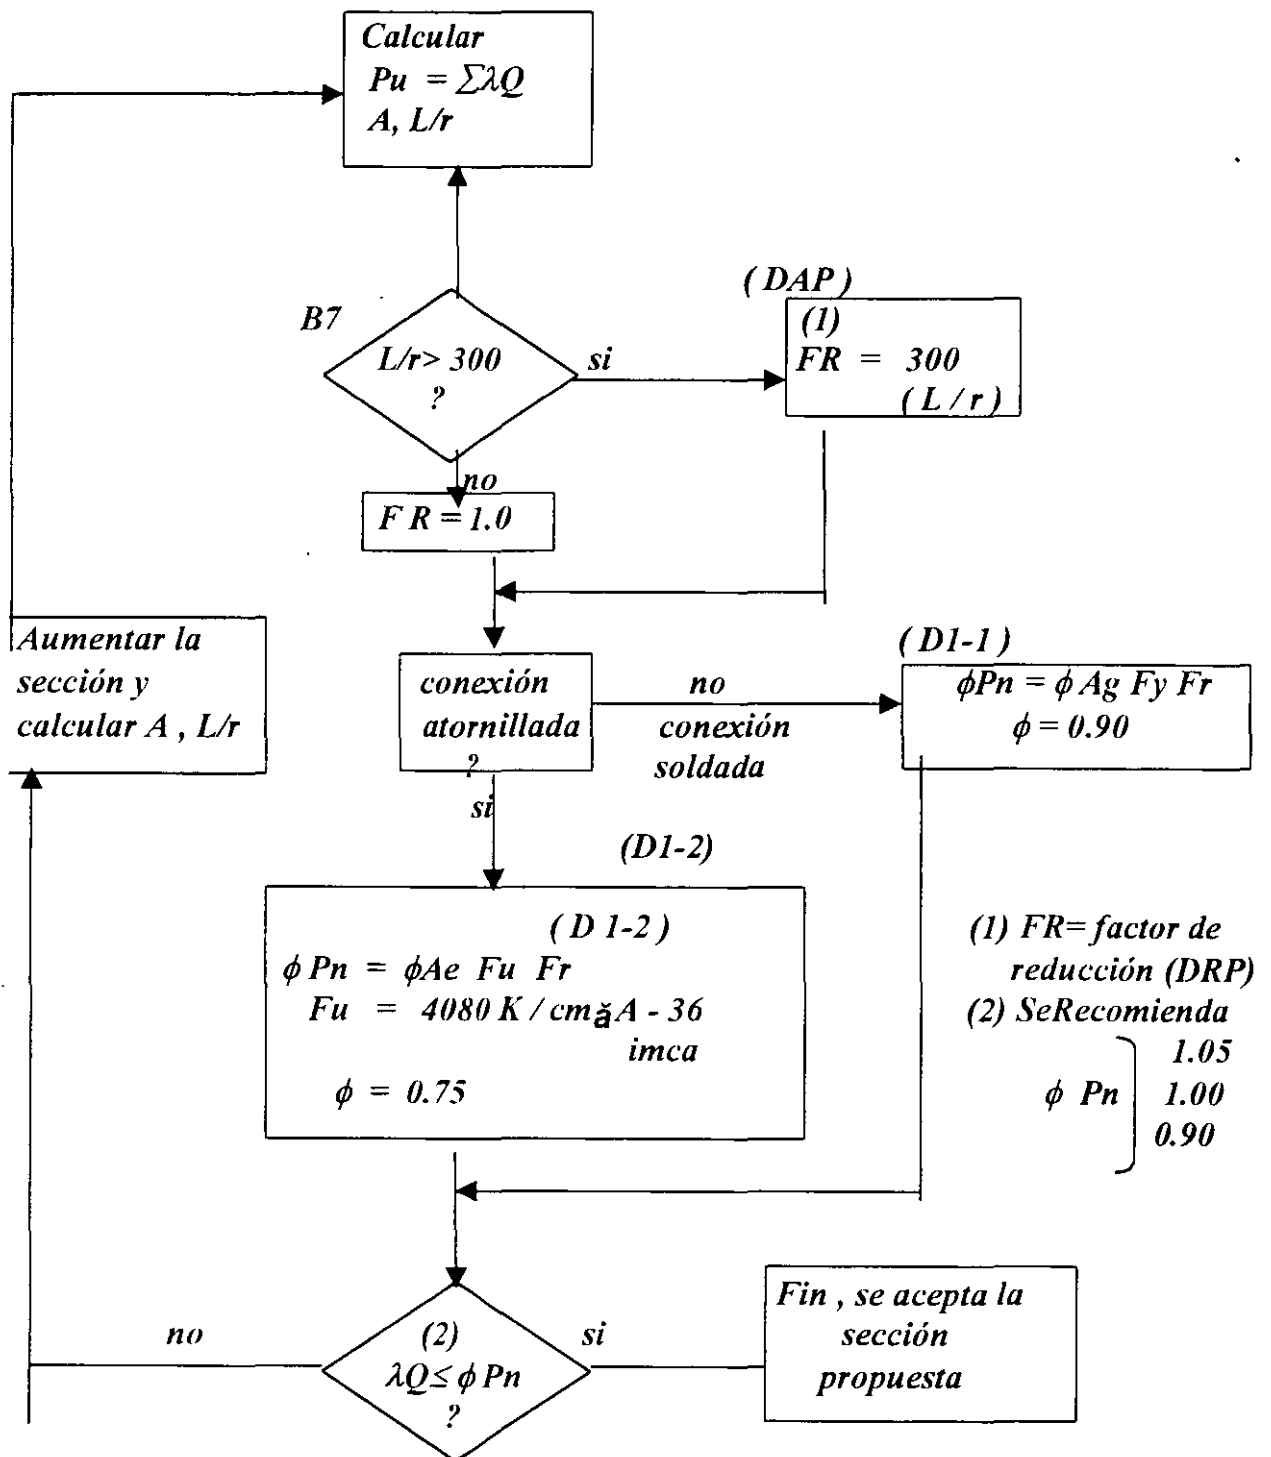 Calcular
Pu = ∑λQ
A, L/r
(DAP)
B7
L/r> 300
?
si
(1)
FR = 300
(L/r)
no
FR = 1.0
Aumentar la
sección y
calcular A , L/r
conexión
atornillada
?
no
conexión
soldada
(D1-1)
ϕPn = ϕ Ag Fy Fr
ϕ = 0.90
si
(D1-2)
(D 1-2)
ϕ Pn = ϕAe Fu Fr
Fu = 4080 K/cmăA - 36
imca
ϕ = 0.75
(1) FR= factor de
reducción (DRP)
(2) SeRecomienda
1.05
ϕ Pn 1.00
0.90
no
(2)
λQ ≤ ϕ Pn
?
si
Fin , se acepta la
sección
propuesta